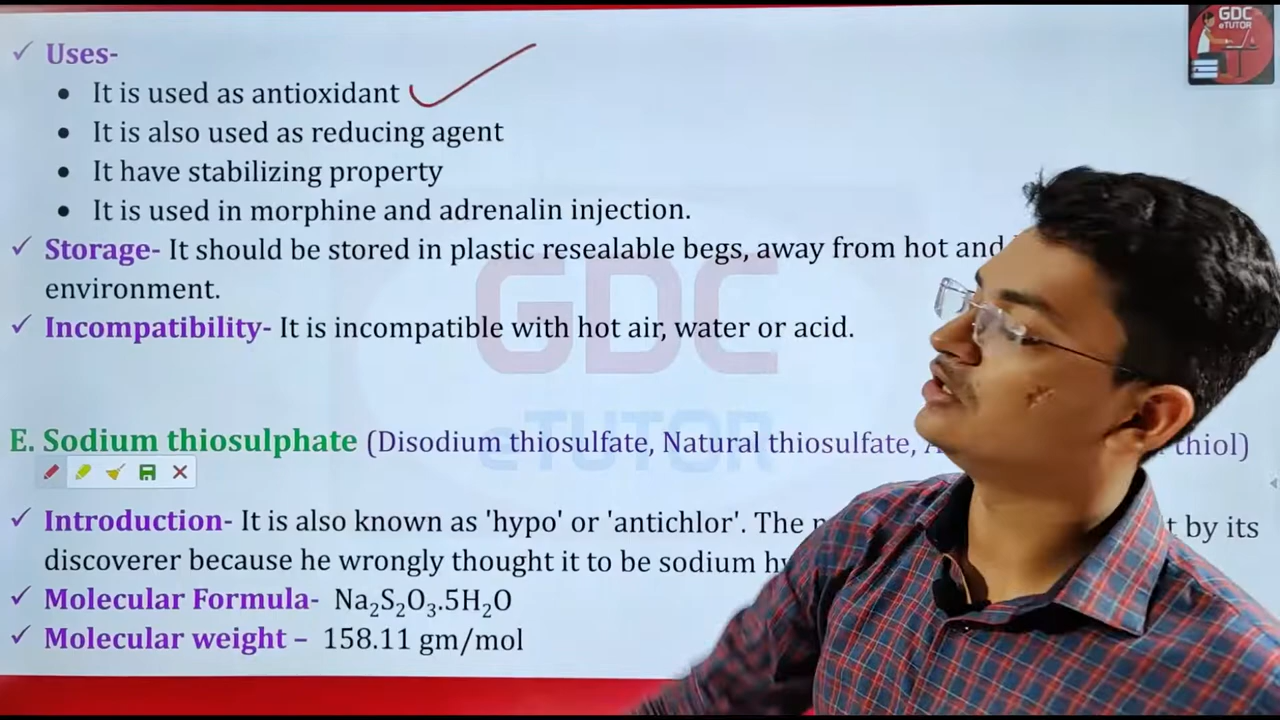 GDC
eTUTOR
✓ Uses-
• It is used as antioxidant
• It is also used as reducing agent
• It have stabilizing property
• It is used in morphine and adrenalin injection.
✓ Storage- It should be stored in plastic resealable begs, away from hot and
environment.
✓ Incompatibility- It is incompatible with hot air, water or acid.
GDC
eTUTOR
E. Sodium thiosulphate (Disodium thiosulfate, Natural thiosulfate, thiol)
✓ Introduction- It is also known as 'hypo' or 'antichlor'. The by its
discoverer because he wrongly thought it to be sodium
✓ Molecular Formula- Na₂S₂O₃.5H₂O
✓ Molecular weight – 158.11 gm/mol